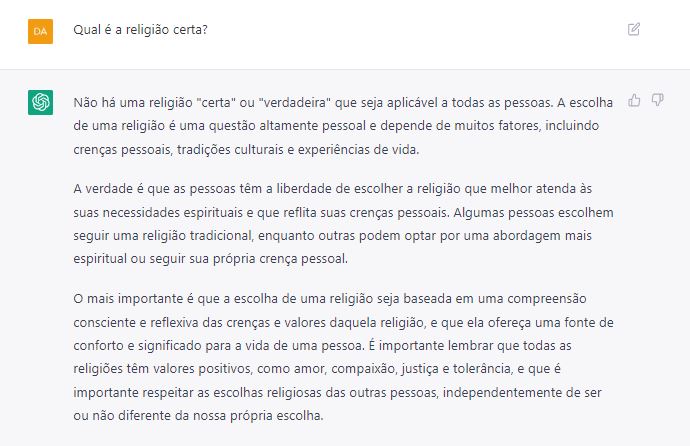 DA
Qual é a religião certa?
Não há uma religião "certa" ou "verdadeira" que seja aplicável a todas as pessoas. A escolha
de uma religião é uma questão altamente pessoal e depende de muitos fatores, incluindo
crenças pessoais, tradições culturais e experiências de vida.
A verdade é que as pessoas têm a liberdade de escolher a religião que melhor atenda às
suas necessidades espirituais e que reflita suas crenças pessoais. Algumas pessoas escolhem
seguir uma religião tradicional, enquanto outras podem optar por uma abordagem mais
espiritual ou seguir sua própria crença pessoal.
O mais importante é que a escolha de uma religião seja baseada em uma compreensão
consciente e reflexiva das crenças e valores daquela religião, e que ela ofereça uma fonte de
conforto e significado para a vida de uma pessoa. É importante lembrar que todas as
religiões têm valores positivos, como amor, compaixão, justiça e tolerância, e que é
importante respeitar as escolhas religiosas das outras pessoas, independentemente de ser
ou não diferente da nossa própria escolha.